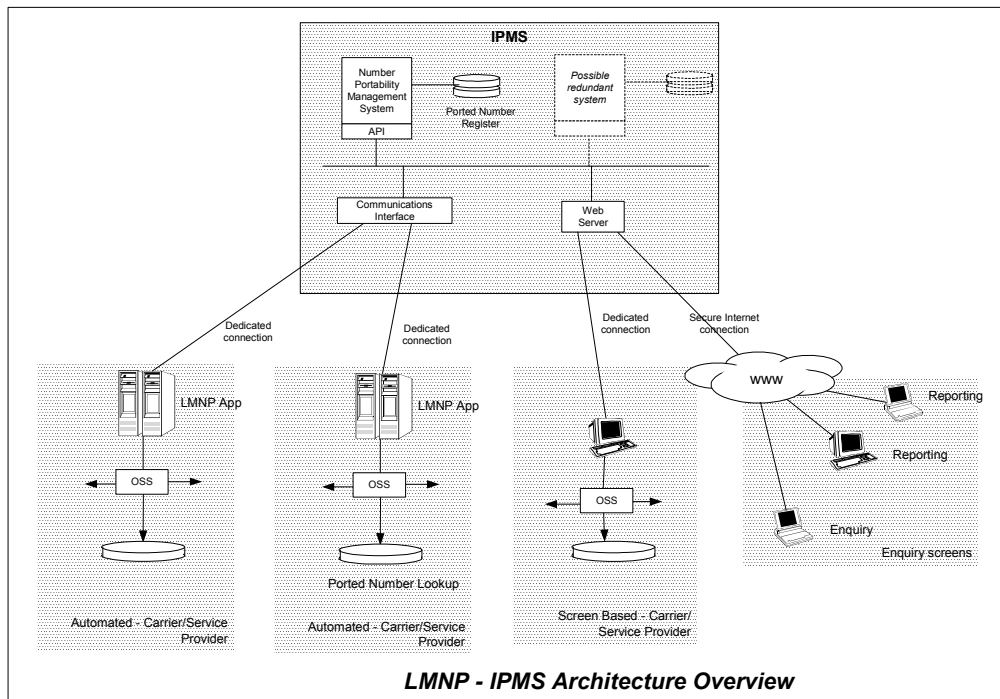 IPMS
Number
Portability
Management
System
API
Ported Number
Register
Possible
redundant
system
Communications
Interface
Web
Server
Dedicated
connection
Dedicated
connection
Dedicated
connection
Secure Internet
connection
LMNP App
OSS
Automated - Carrier/Service
Provider
LMNP App
OSS
Ported Number Lookup
Automated - Carrier/Service
Provider
OSS
Screen Based - Carrier/
Service Provider
WWW
Reporting
Reporting
Enquiry
Enquiry screens
LMNP - IPMS Architecture Overview